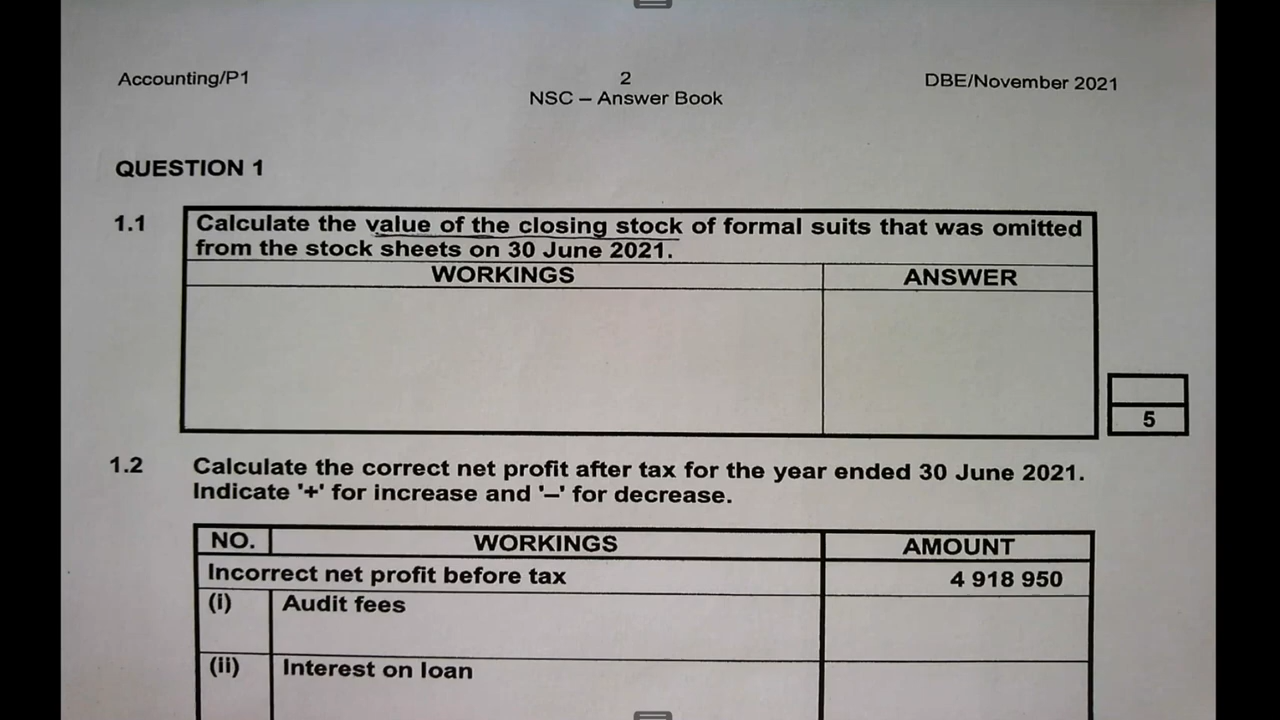 Accounting/P1
2
DBE/November 2021
NSC – Answer Book
QUESTION 1
1.1
Calculate the value of the closing stock of formal suits that was omitted
from the stock sheets on 30 June 2021.
WORKINGS
ANSWER
5
1.2
Calculate the correct net profit after tax for the year ended 30 June 2021.
Indicate '+' for increase and '–' for decrease.
NO.
WORKINGS
AMOUNT
Incorrect net profit before tax
4 918 950
(i)
Audit fees
(ii)
Interest on loan